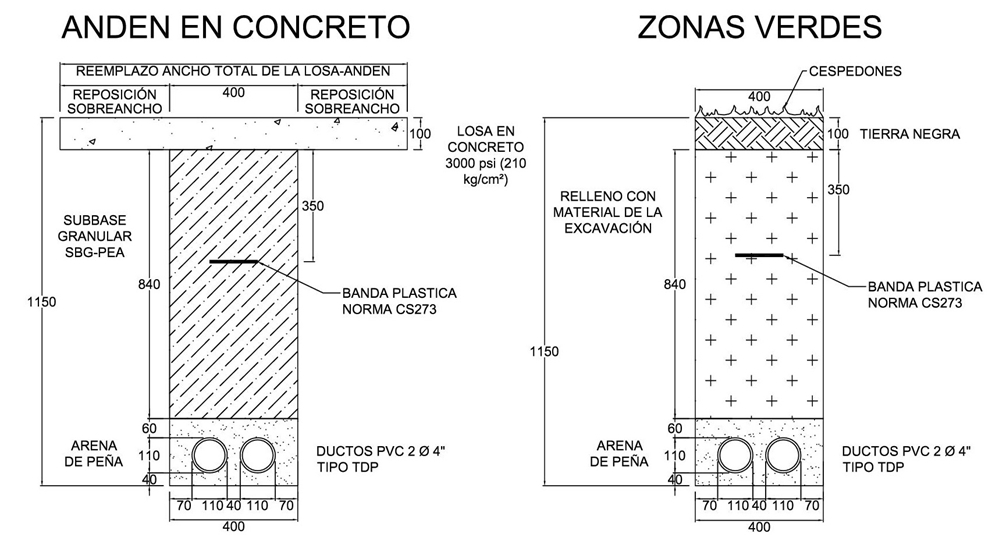 ANDEN EN CONCRETO
REEMPLAZO ANCHO TOTAL DE LA LOSA-ANDEN
REPOSICIÓN
SOBREANCHO
400
REPOSICIÓN
SOBREANCHO
100
LOSA EN
CONCRETO
3000 psi (210
kg/cm²)
350
SUBBASE
GRANULAR
SBG-PEA
840
1150
BANDA PLASTICA
NORMA CS273
60
110
40
ARENA
DE PEÑA
DUCTOS PVC 2 Ø 4"
TIPO TDP
70 110 40 110 70
400
ZONAS VERDES
CESPEDONES
400
100
TIERRA NEGRA
350
RELLENO CON
MATERIAL DE LA
EXCAVACIÓN
840
1150
BANDA PLASTICA
NORMA CS273
60
110
40
ARENA
DE PEÑA
DUCTOS PVC 2 Ø 4"
TIPO TDP
70 110 40 110 70
400